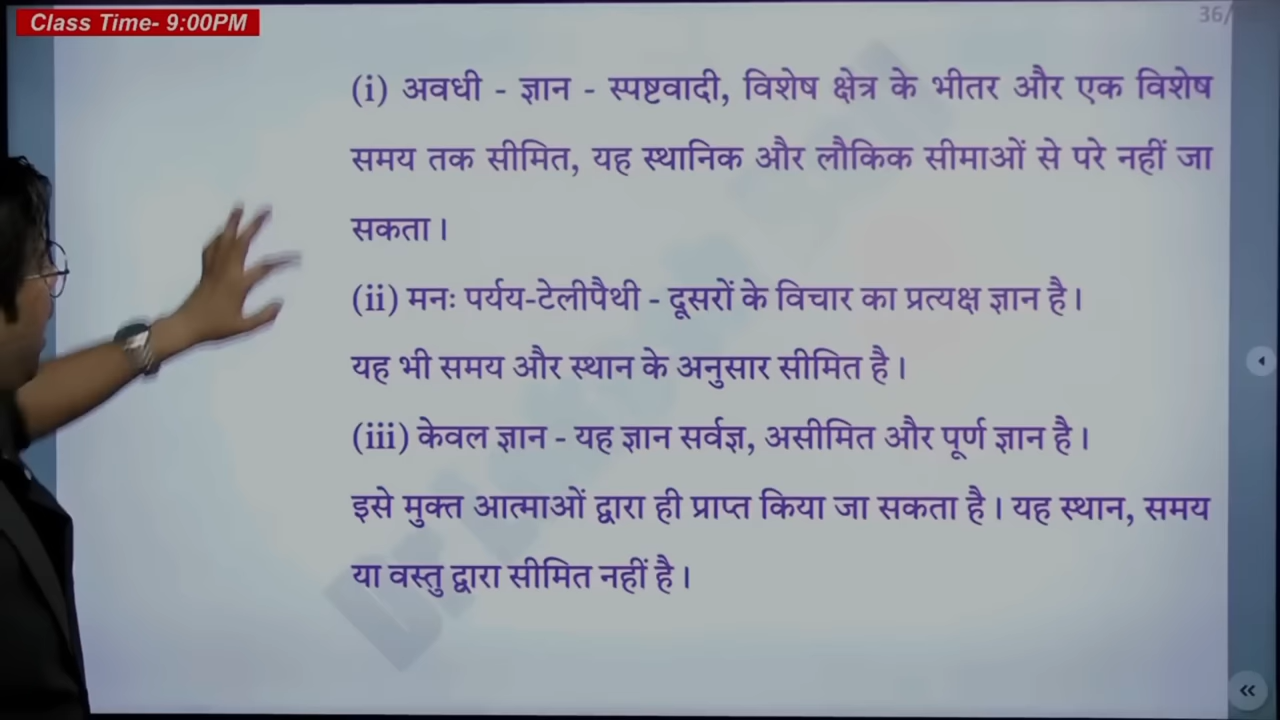 Class Time- 9:00PM
36/
(i) अवधी - ज्ञान - स्पष्टवादी, विशेष क्षेत्र के भीतर और एक विशेष
समय तक सीमित, यह स्थानिक और लौकिक सीमाओं से परे नहीं जा
सकता।
(ii) मनः पर्यय-टेलीपैथी - दूसरों के विचार का प्रत्यक्ष ज्ञान है।
यह भी समय और स्थान के अनुसार सीमित है।
(iii) केवल ज्ञान - यह ज्ञान सर्वज्ञ, असीमित और पूर्ण ज्ञान है।
इसे मुक्त आत्माओं द्वारा ही प्राप्त किया जा सकता है। यह स्थान, समय
या वस्तु द्वारा सीमित नहीं है।